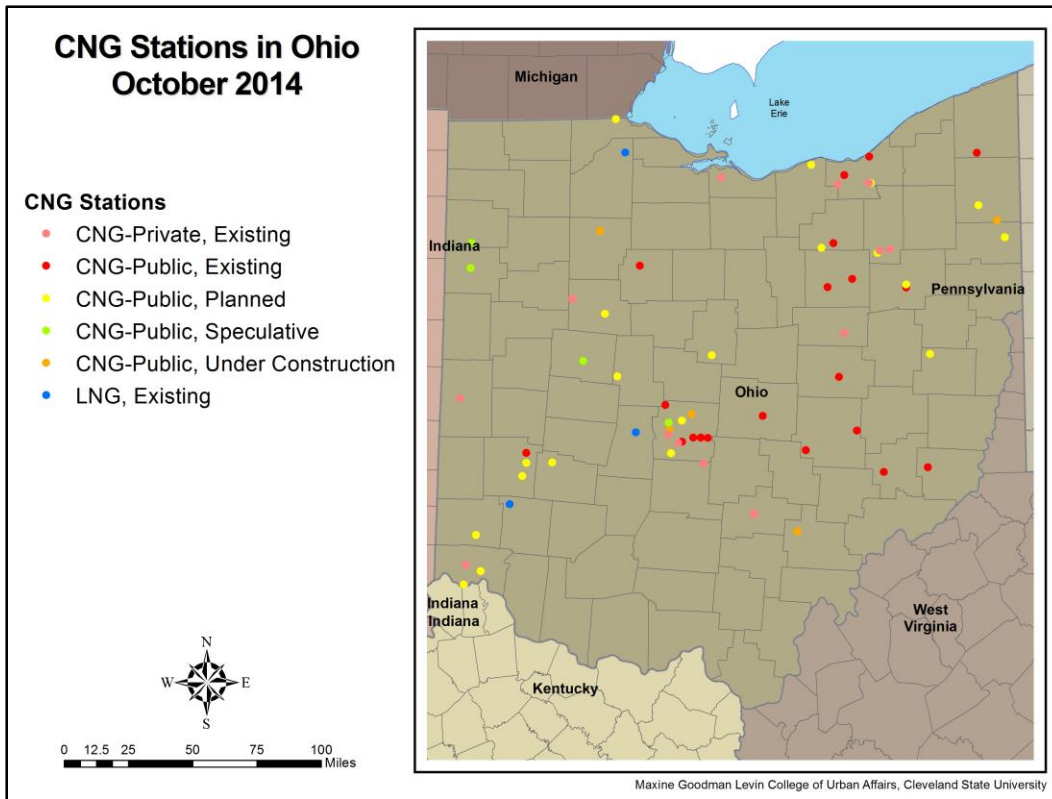 CNG Stations in Ohio
October 2014
CNG Stations
CNG-Private, Existing
CNG-Public, Existing
CNG-Public, Planned
CNG-Public, Speculative
CNG-Public, Under Construction
LNG, Existing
N
W E
S
0 12.5 25 50 75 100
Miles
Michigan
Lake
Erie
Indiana
Pennsylvania
Ohio
Indiana
Indiana
West
Virginia
Kentucky
Maxine Goodman Levin College of Urban Affairs, Cleveland State University